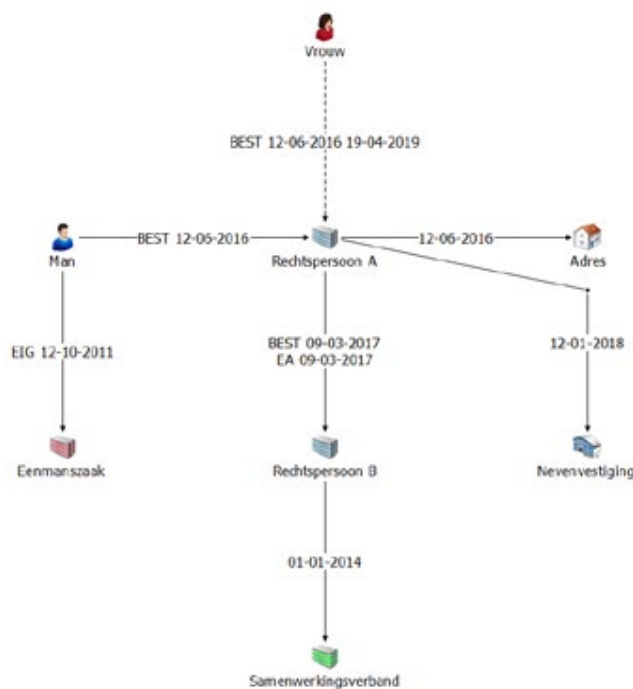 Vrouw
BEST 12-06-2016 19-04-2019
Man
BEST 12-06-2016
Rechtspersoon A
12-06-2016
Adres
EIG 12-10-2011
BEST 09-03-2017
EA 09-03-2017
12-01-2018
Eenmanszaak
Rechtspersoon B
Nevenvestiging
01-01-2014
Samenwerkingsverband